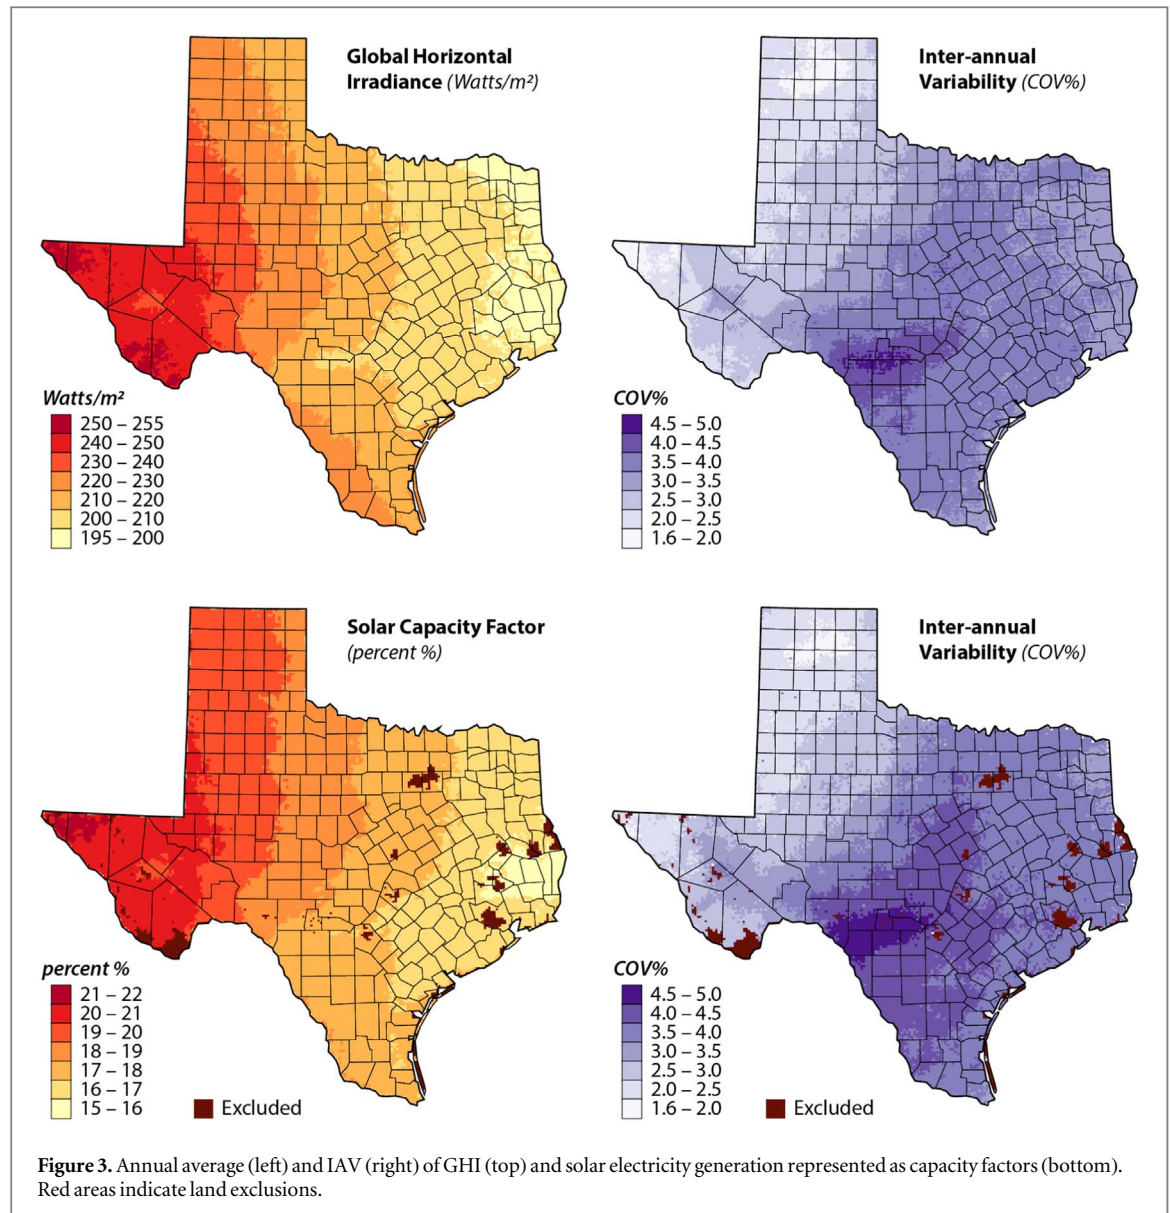 Global Horizontal
Irradiance (Watts/m²)
Inter-annual
Variability (COV%)
Watts/m²
250 – 255
240 – 250
230 – 240
220 – 230
210 – 220
200 – 210
195 – 200
COV%
4.5 – 5.0
4.0 – 4.5
3.5 – 4.0
3.0 – 3.5
2.5 – 3.0
2.0 – 2.5
1.6 – 2.0
Solar Capacity Factor
(percent %)
Inter-annual
Variability (COV%)
percent %
21 – 22
20 – 21
19 – 20
18 – 19
17 – 18
16 – 17
15 – 16
Excluded
COV%
4.5 – 5.0
4.0 – 4.5
3.5 – 4.0
3.0 – 3.5
2.5 – 3.0
2.0 – 2.5
1.6 – 2.0
Excluded
Figure 3. Annual average (left) and IAV (right) of GHI (top) and solar electricity generation represented as capacity factors (bottom).
Red areas indicate land exclusions.